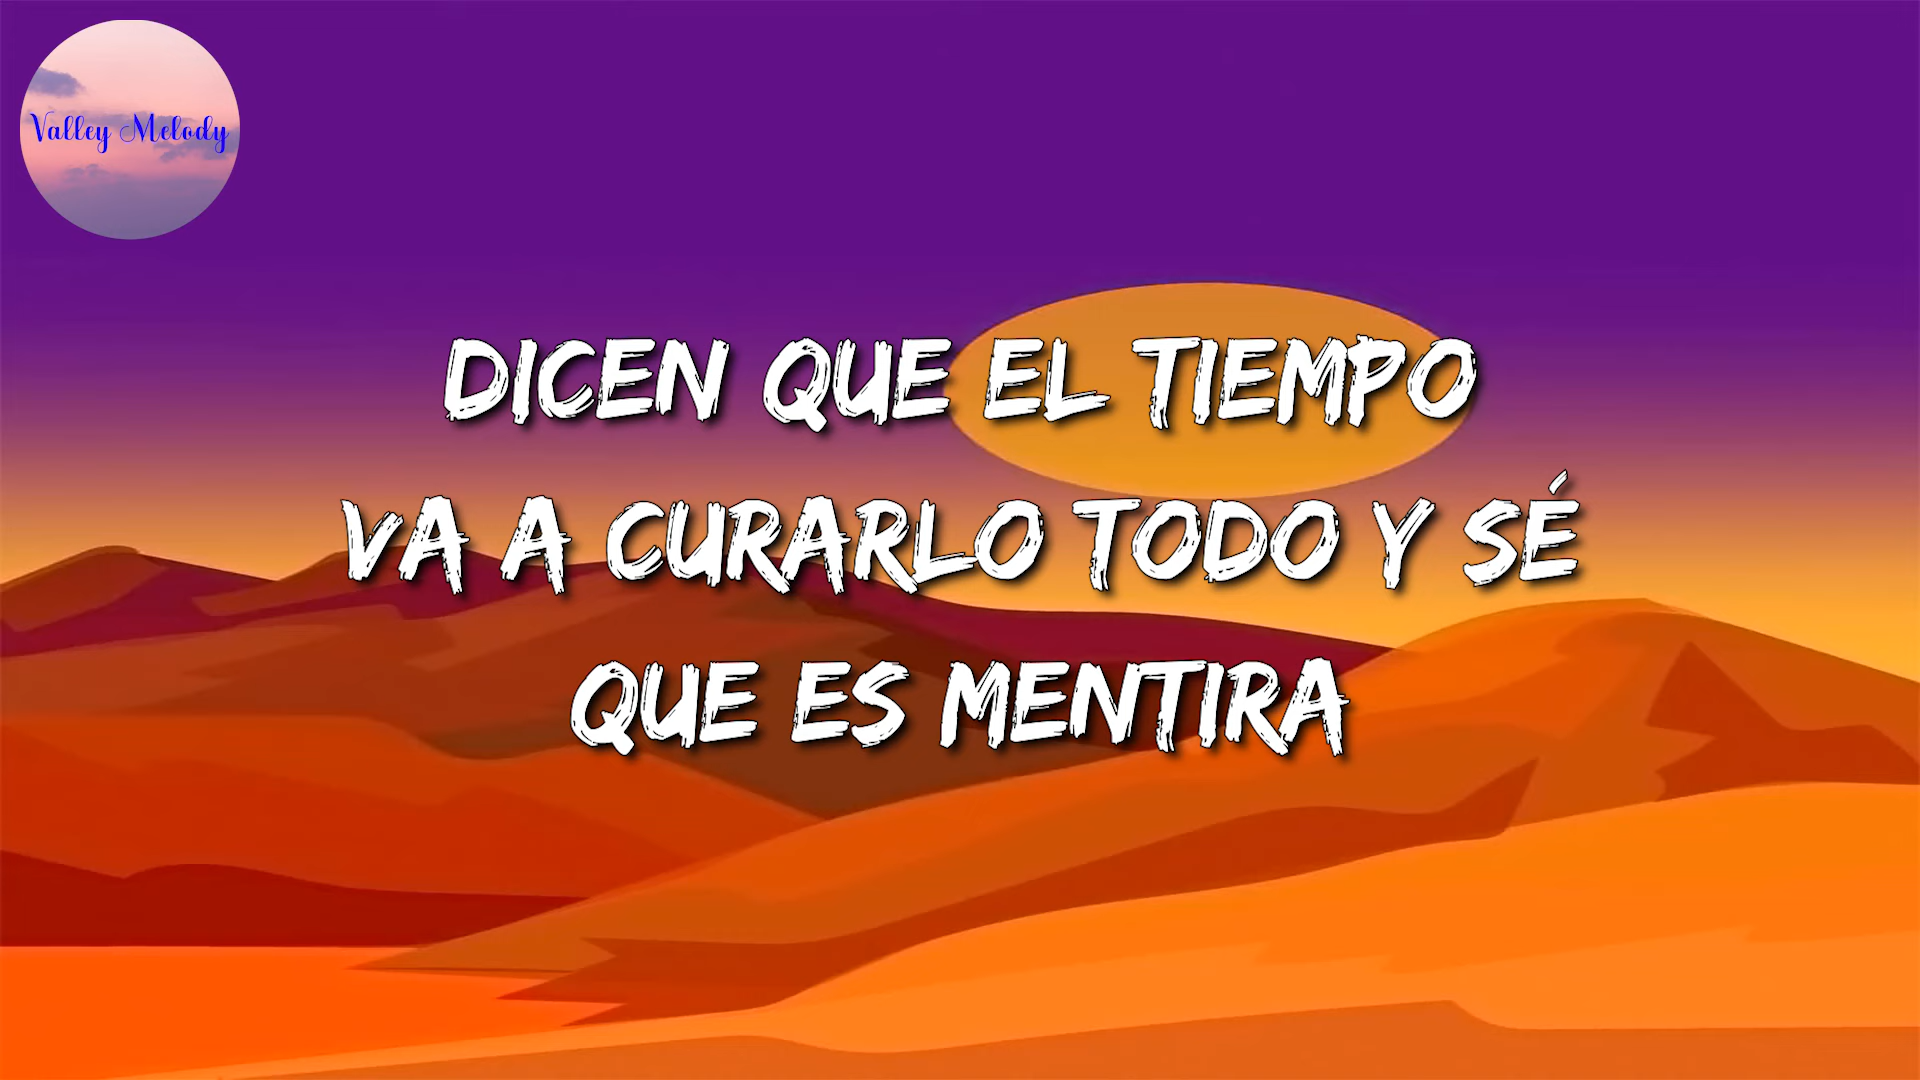 Valley Melody
DICEN QUE EL TIEMPO
VA A CURARLO TODO Y SÉ
QUE ES MENTIRA